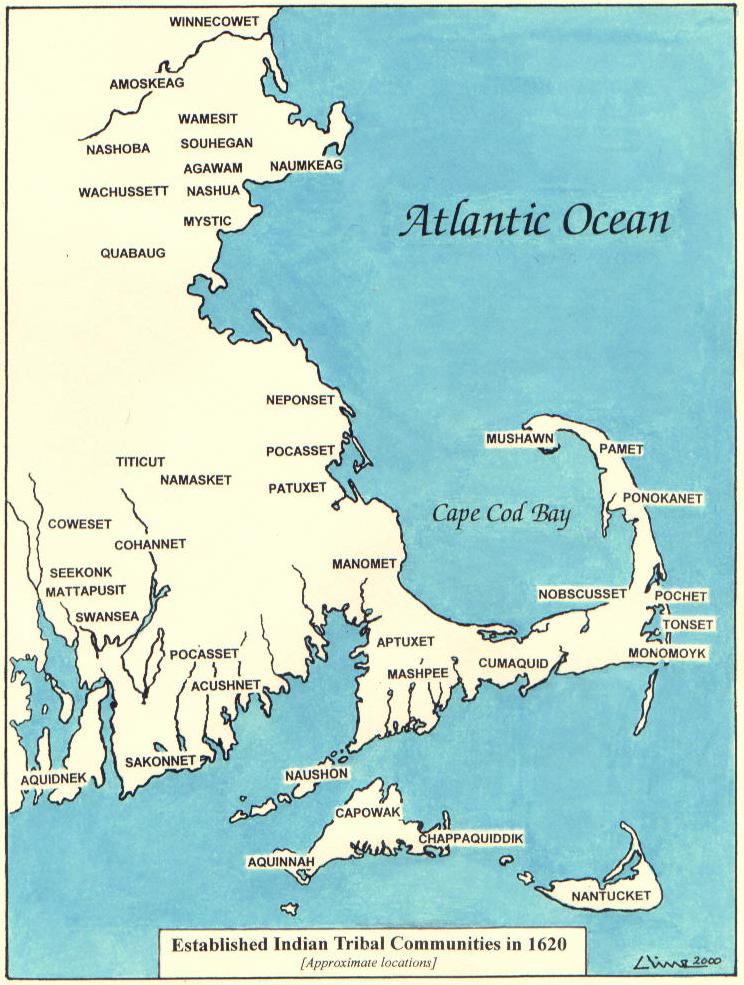 WINNECOWET
AMOSKEAG
WAMESIT
NASHOBA
SOUHEGAN
AGAWAM
NAUMKEAG
WACHUSSETT
NASHUA
MYSTIC
QUABAUG
Atlantic Ocean
NEPONSET
POCASSET
TITICUT
NAMASKET
PATUXET
MUSHAWN
PAMET
PONOKANET
Cape Cod Bay
COWESET
COHANNET
SEEKONK
MATTAPUSIT
SWANSEA
MANOMET
NOBSCUSSET
POCHET
TONSET
MONOMOYK
APTUXET
CUMAQUID
MASHPEE
POCASSET
ACUSHNET
SAKONNET
AQUIDNEK
NAUSHON
CAPOWAK
CHAPPAQUIDDIK
AQUINNAH
NANTUCKET
Established Indian Tribal Communities in 1620
[Approximate locations]
2000